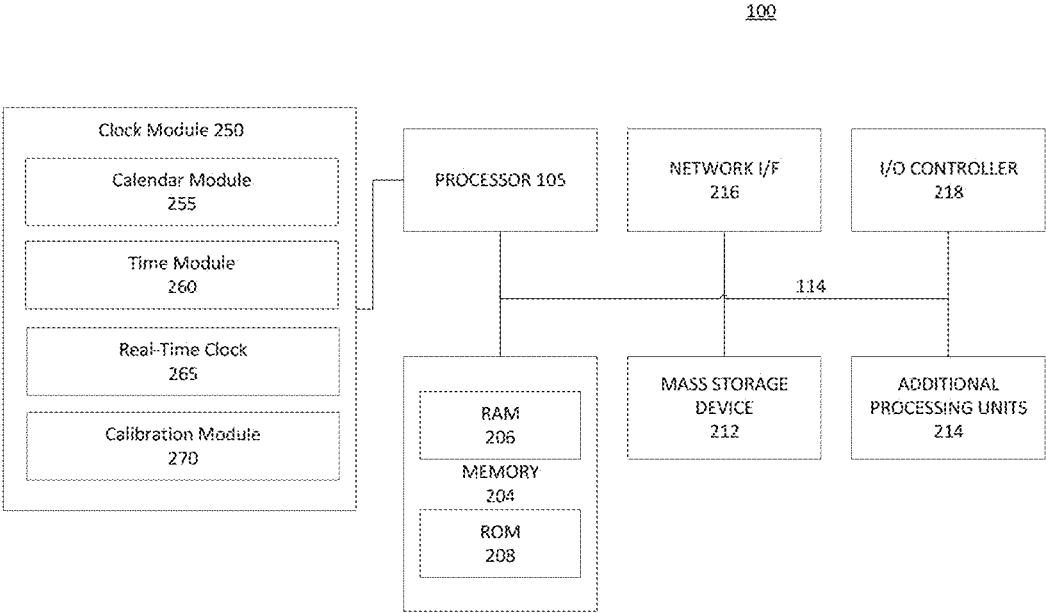 100
Clock Module 250
Calendar Module
255
Time Module
260
Real-Time Clock
265
Calibration Module
270
PROCESSOR 105
NETWORK I/F
216
I/O CONTROLLER
218
114
RAM
206
MEMORY
204
ROM
208
MASS STORAGE
DEVICE
212
ADDITIONAL
PROCESSING UNITS
214